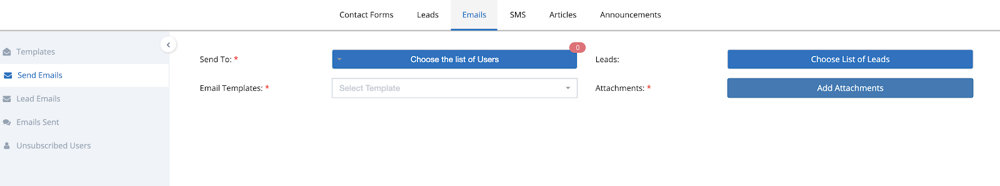 Contact Forms Leads Emails SMS Articles Announcements
Templates
Send Emails
Lead Emails
Emails Sent
Unsubscribed Users
0
Send To: * Choose the list of Users Leads: Choose List of Leads
Email Templates: * Select Template Attachments: * Add Attachments